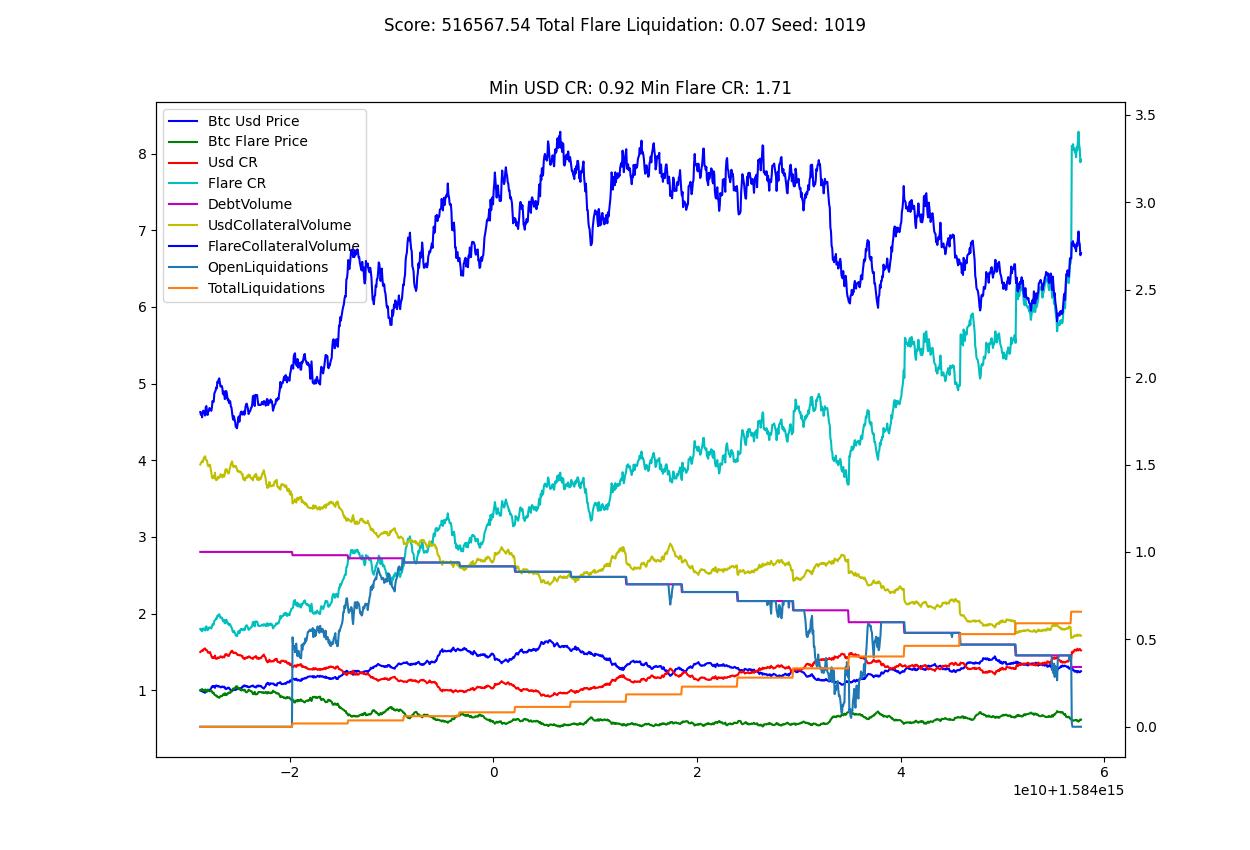 Score: 516567.54 Total Flare Liquidation: 0.07 Seed: 1019
Min USD CR: 0.92 Min Flare CR: 1.71
Btc Usd Price
Btc Flare Price
Usd CR
Flare CR
DebtVolume
UsdCollateralVolume
FlareCollateralVolume
OpenLiquidations
TotalLiquidations
8
7
6
5
4
3
2
1
3.5
3.0
2.5
2.0
1.5
1.0
0.5
0.0
−2
0
2
4
6
1e10+1.584e15